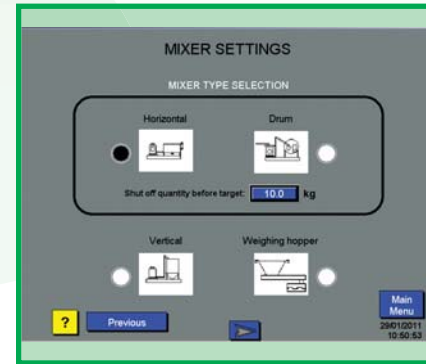 MIXER SETTINGS
MIXER TYPE SELECTION
Horizontal Drum
Shut off quantity before target: 10.0 kg
Vertical Weighing hopper
? Previous
Main
Menu
29/01/2011
10:50:53